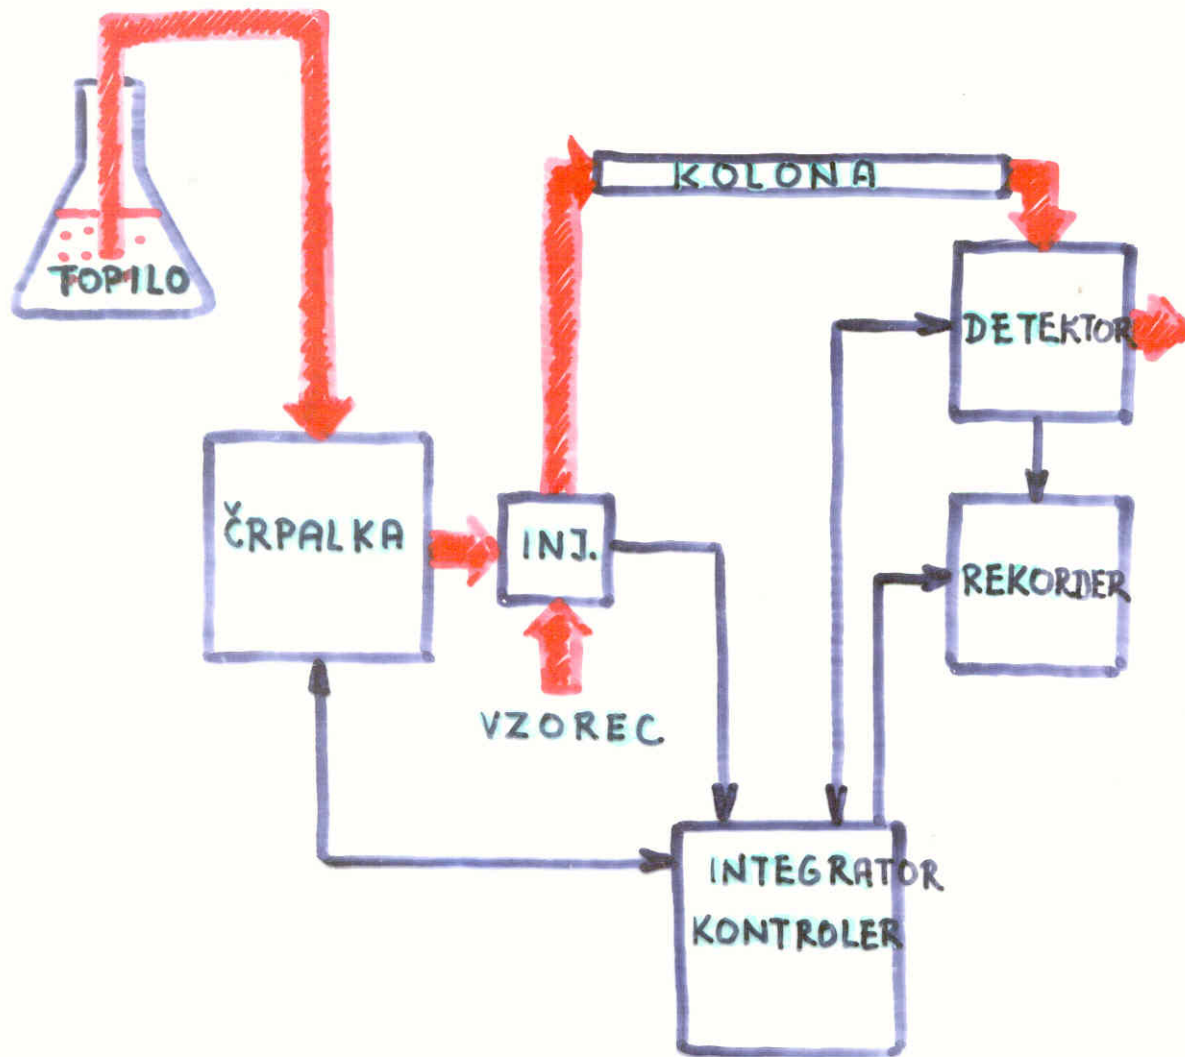 TOPILO
KOLONA
DETEKTOR
ČRPALKA
INJ.
REKORDER
VZOREC
INTEGRATOR
KONTROLER